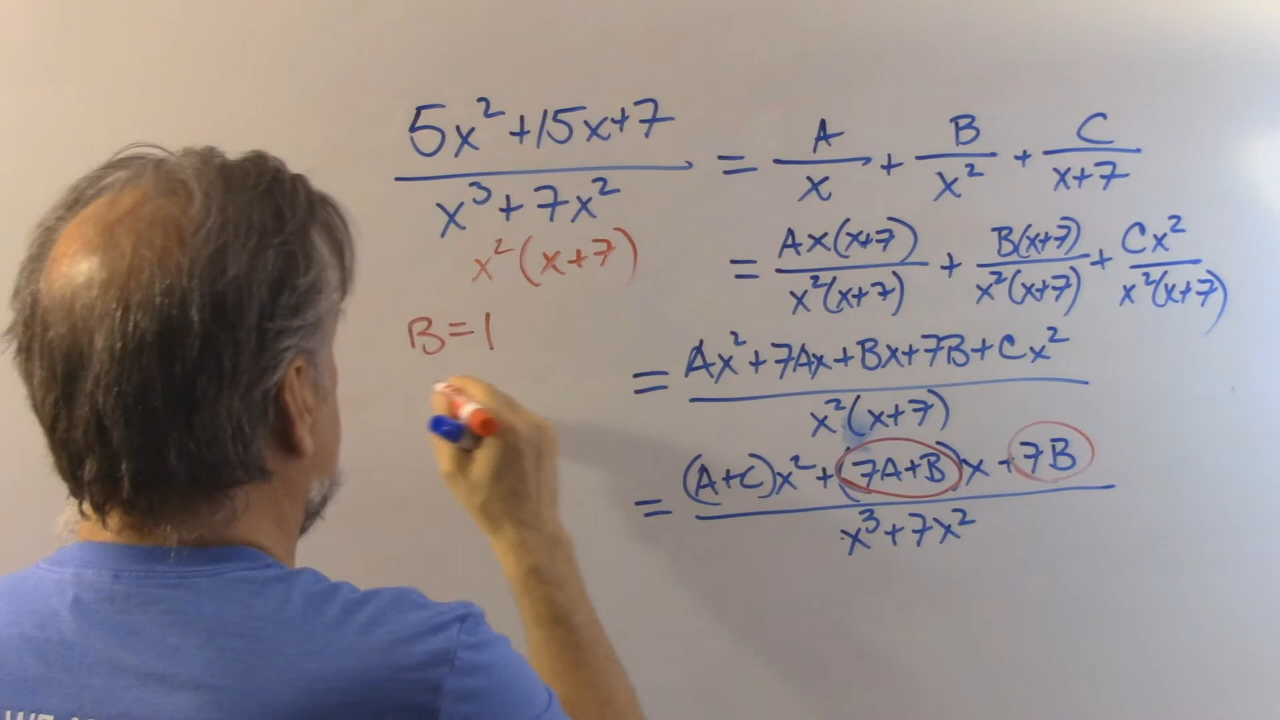 5x²+15x+7 / x³+7x² = A/x + B/x² + C/x+7
x²(x+7)
= Ax(x+7) / x²(x+7) + B(x+7) / x²(x+7) + Cx² / x²(x+7)
B=1
= Ax²+7Ax+Bx+7B+Cx² / x²(x+7)
= (A+C)x²+(7A+B)x+7B / x³+7x²